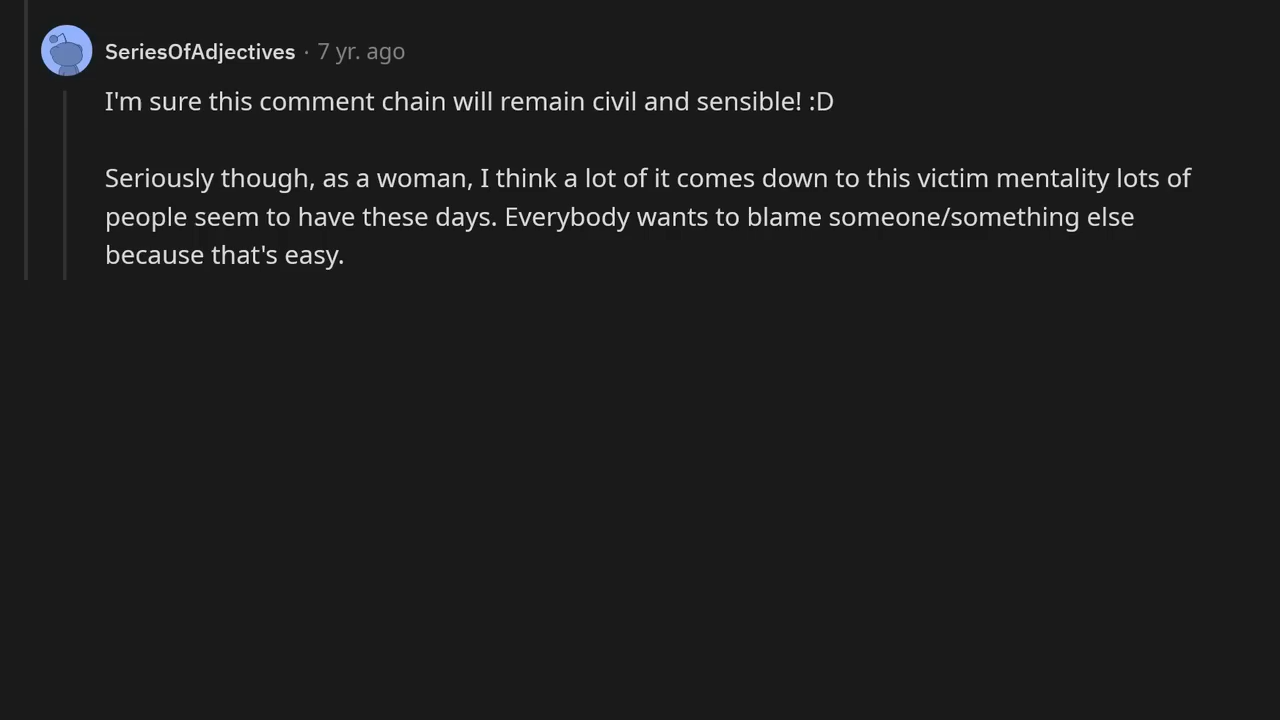 SeriesOfAdjectives · 7 yr. ago
I'm sure this comment chain will remain civil and sensible! :D
Seriously though, as a woman, I think a lot of it comes down to this victim mentality lots of
people seem to have these days. Everybody wants to blame someone/something else
because that's easy.